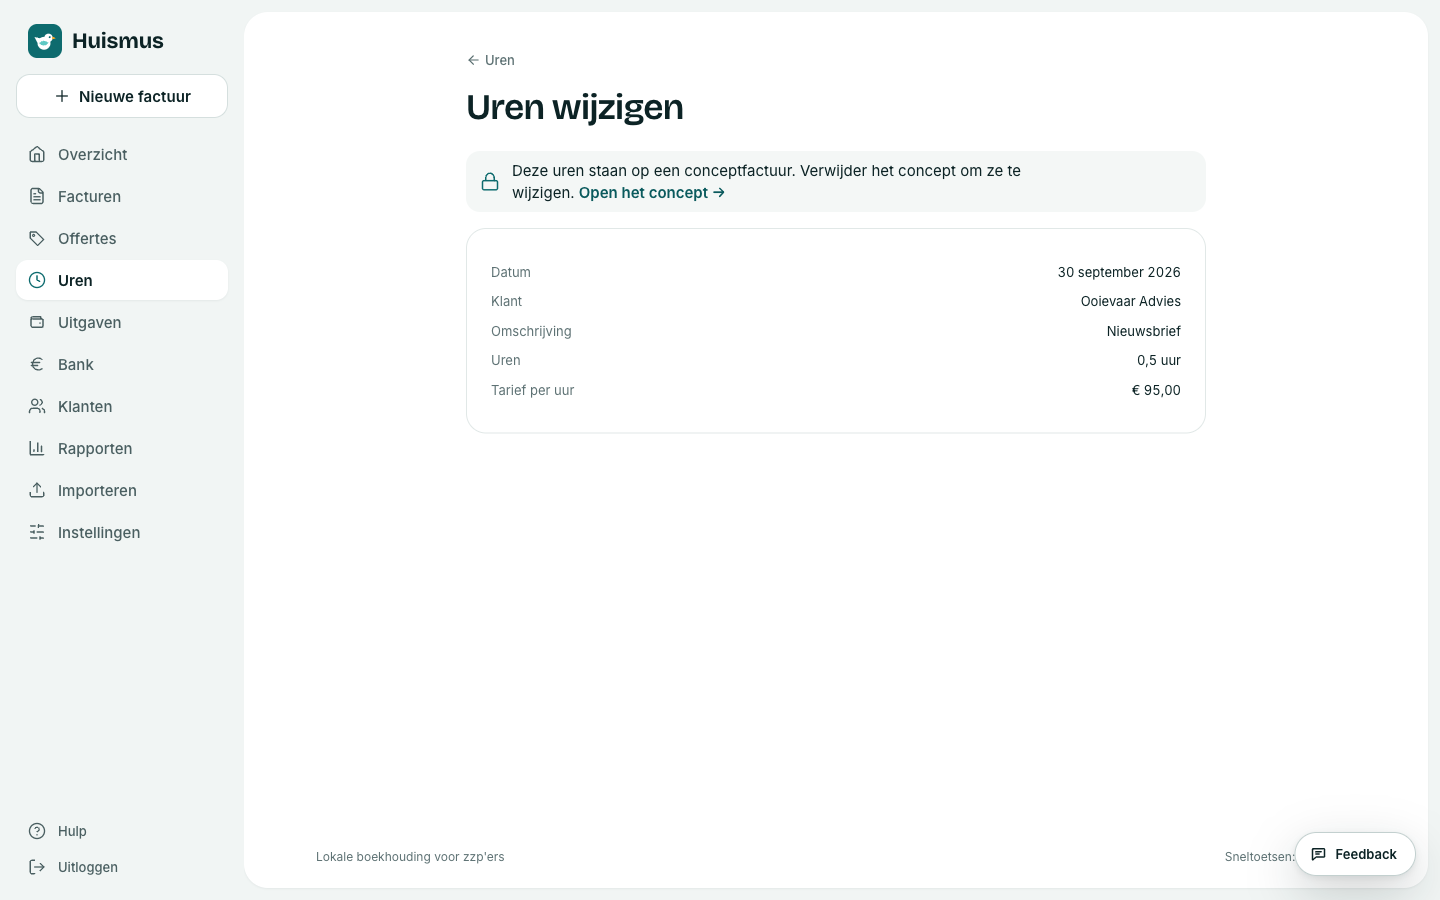 Huismus
Nieuwe factuur
Overzicht
Facturen
Offertes
Uren
Uitgaven
Bank
Klanten
Rapporten
Importeren
Instellingen
Hulp
Uitloggen
← Uren
Uren wijzigen
Deze uren staan op een conceptfactuur. Verwijder het concept om ze te
wijzigen. Open het concept →
Datum 30 september 2026
Klant Ooievaar Advies
Omschrijving Nieuwsbrief
Uren 0,5 uur
Tarief per uur € 95,00
Lokale boekhouding voor zzp'ers
Sneltoetsen:
Feedback